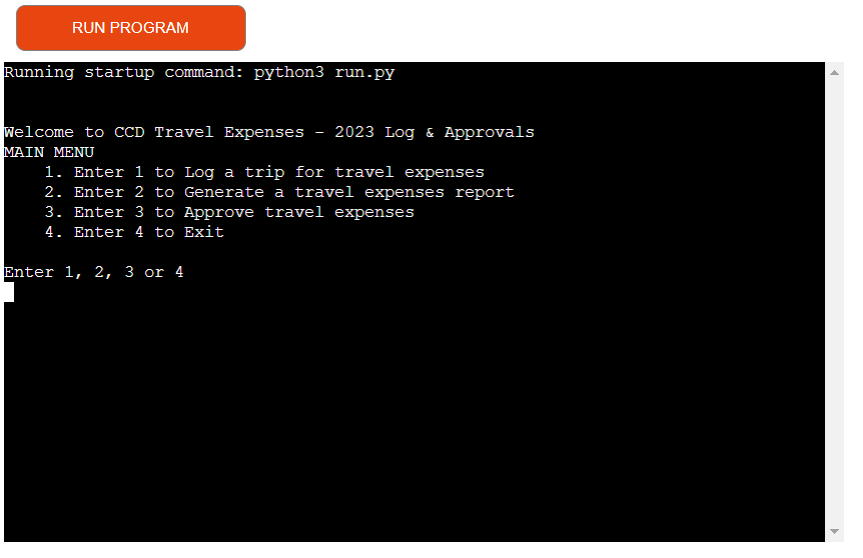 RUN PROGRAM
Running startup command: python3 run.py
Welcome to CCD Travel Expenses - 2023 Log & Approvals
MAIN MENU
1. Enter 1 to Log a trip for travel expenses
2. Enter 2 to Generate a travel expenses report
3. Enter 3 to Approve travel expenses
4. Enter 4 to Exit
Enter 1, 2, 3 or 4